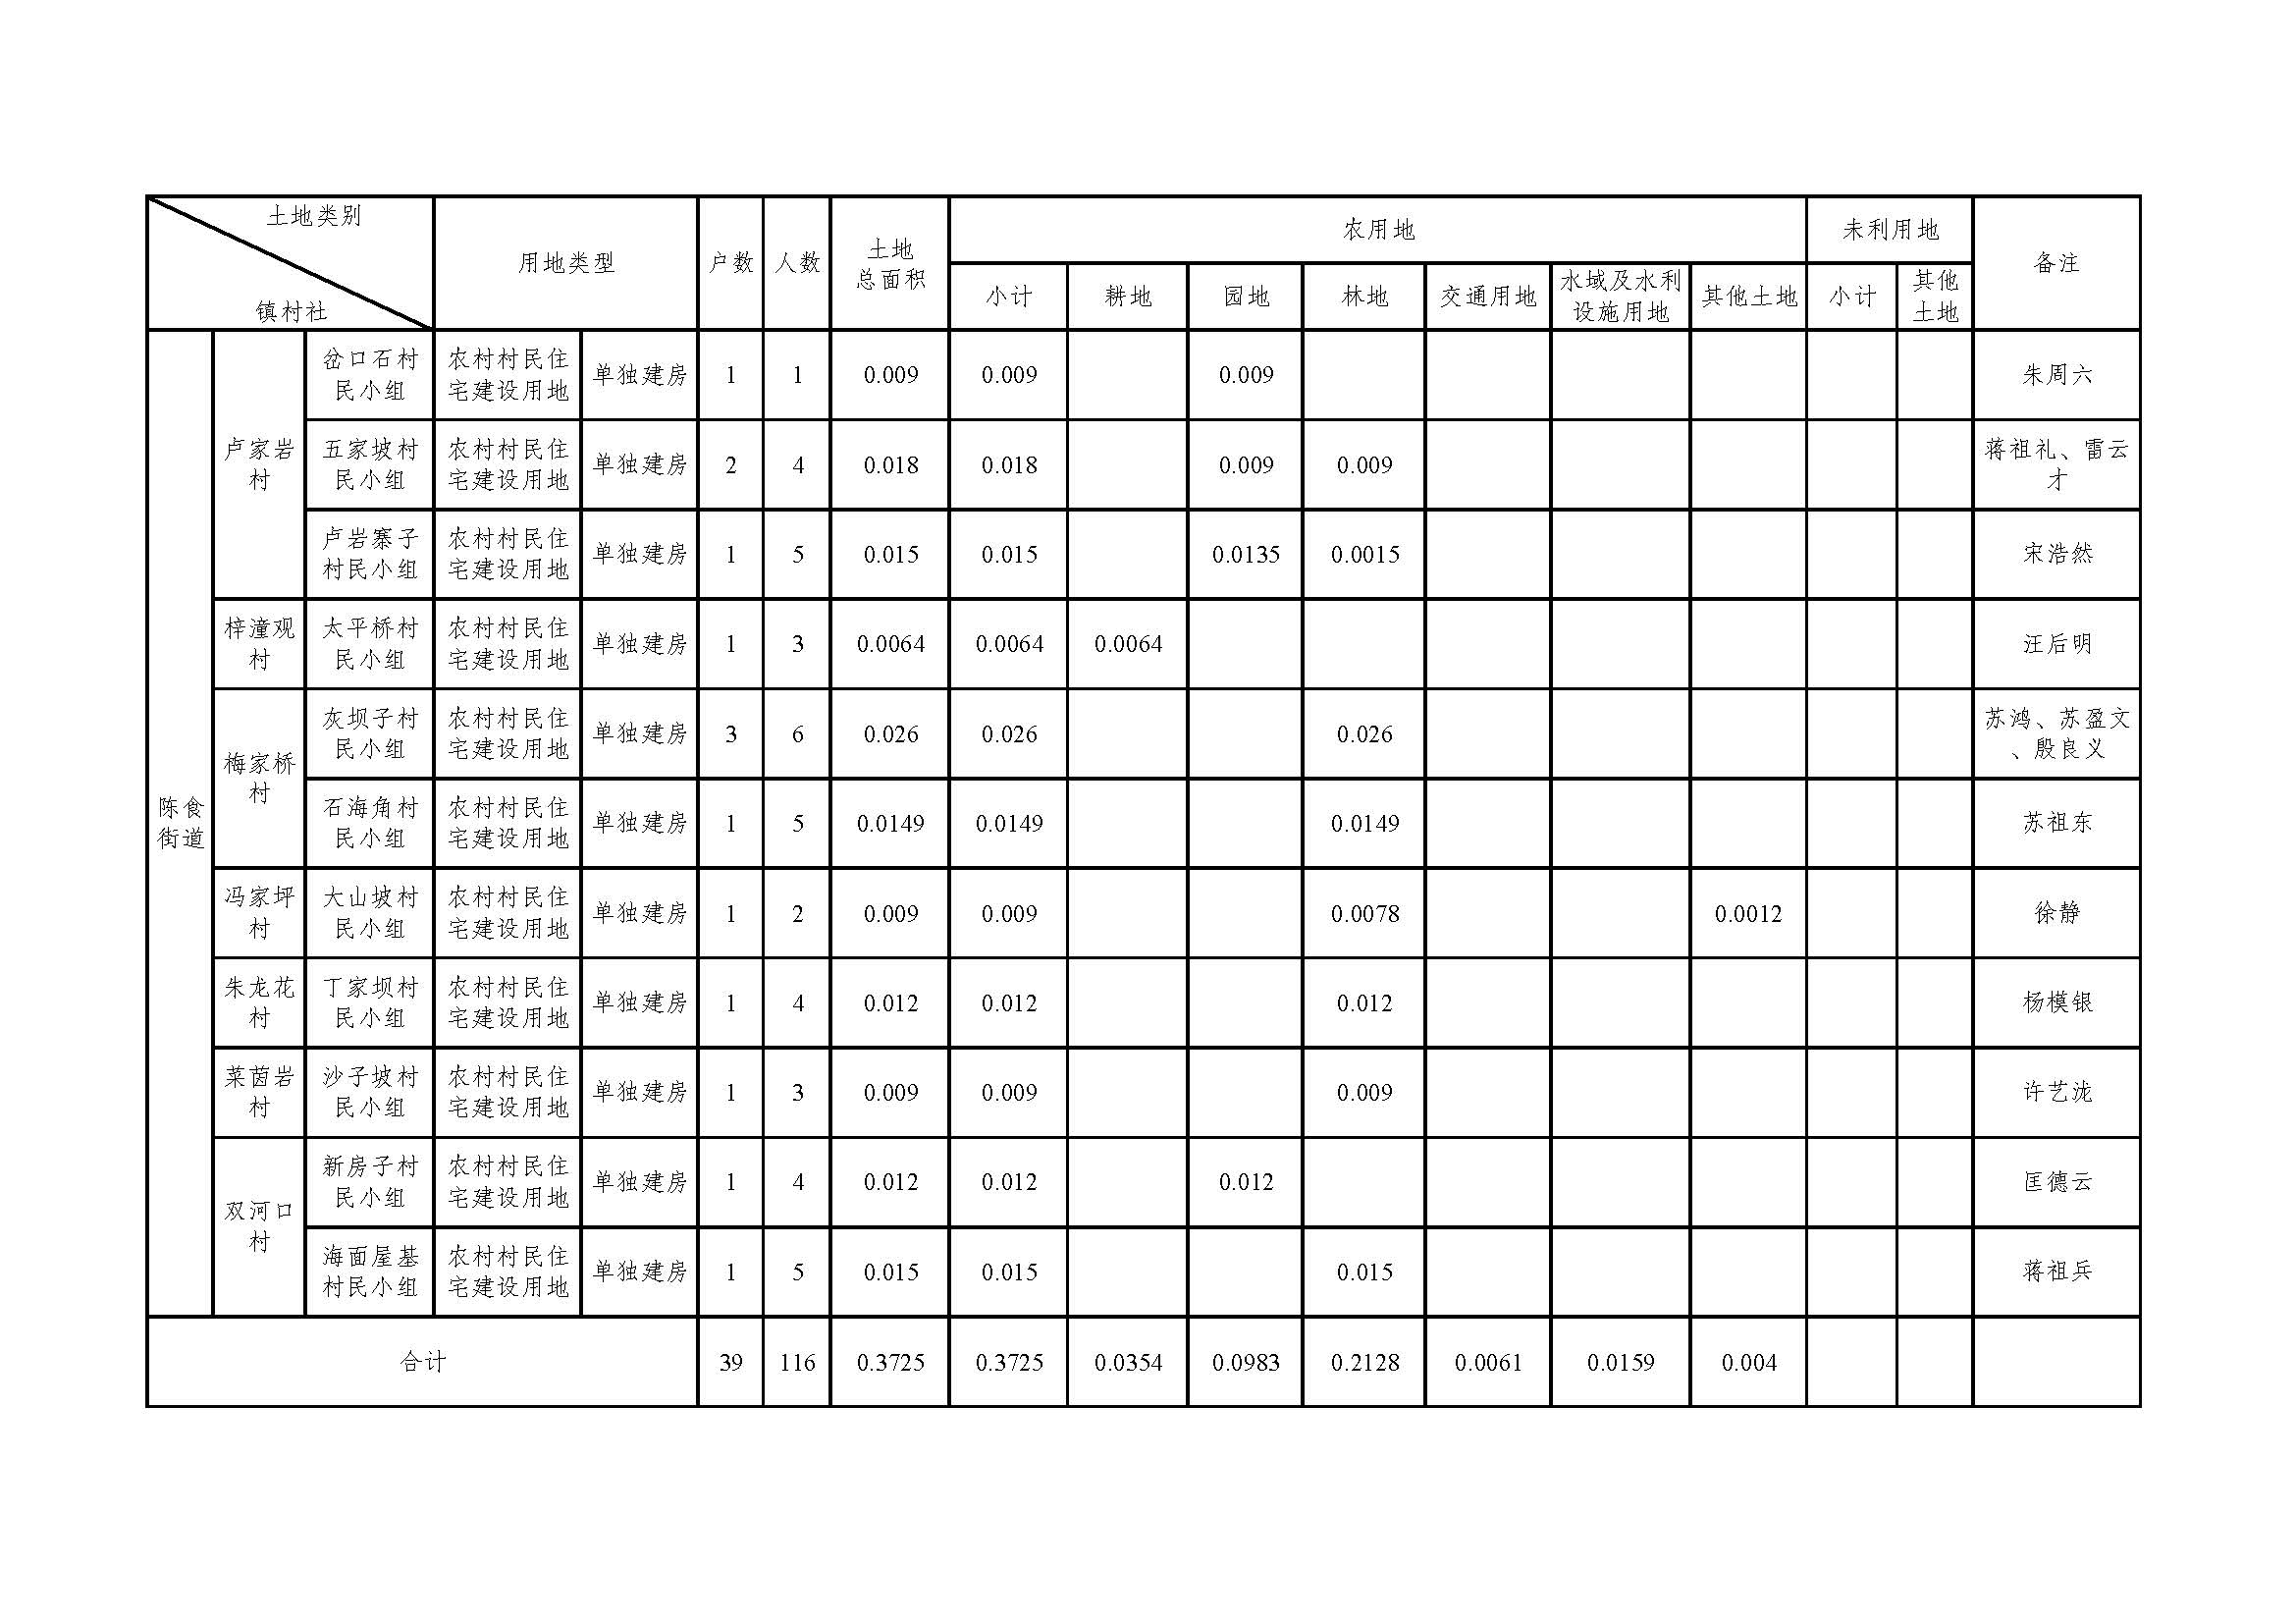 土地类别
镇村社
用地类型
户数
人数
土地
总面积
农用地
未利用地
备注
小计
耕地
园地
林地
交通用地
水域及水利
设施用地
其他土地
小计
其他
土地
陈食
街道
卢家岩
村
岔口石村
民小组
农村村民住
宅建设用地
单独建房
1
1
0.009
0.009
0.009
朱周六
五家坡村
民小组
农村村民住
宅建设用地
单独建房
2
4
0.018
0.018
0.009
0.009
蒋祖礼、雷云
才
卢岩寨子
村民小组
农村村民住
宅建设用地
单独建房
1
5
0.015
0.015
0.0135
0.0015
宋浩然
梓潼观
村
太平桥村
民小组
农村村民住
宅建设用地
单独建房
1
3
0.0064
0.0064
0.0064
汪后明
梅家桥
村
灰坝子村
民小组
农村村民住
宅建设用地
单独建房
3
6
0.026
0.026
0.026
苏鸿、苏盈文
、殷良义
石海角村
民小组
农村村民住
宅建设用地
单独建房
1
5
0.0149
0.0149
0.0149
苏祖东
冯家坪
村
大山坡村
民小组
农村村民住
宅建设用地
单独建房
1
2
0.009
0.009
0.0078
0.0012
徐静
朱龙花
村
丁家坝村
民小组
农村村民住
宅建设用地
单独建房
1
4
0.012
0.012
0.012
杨模银
菜茵岩
村
沙子坡村
民小组
农村村民住
宅建设用地
单独建房
1
3
0.009
0.009
0.009
许艺泷
双河口
村
新房子村
民小组
农村村民住
宅建设用地
单独建房
1
4
0.012
0.012
0.012
匡德云
海面屋基
村民小组
农村村民住
宅建设用地
单独建房
1
5
0.015
0.015
0.015
蒋祖兵
合计
39
116
0.3725
0.3725
0.0354
0.0983
0.2128
0.0061
0.0159
0.004